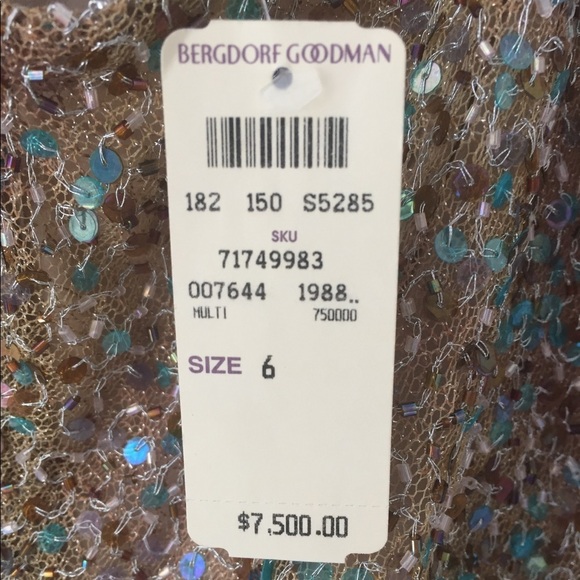 BERGDORF GOODMAN
182 150 S5285
SKU
71749983
007644 1988..
MULTI 750000
SIZE 6
$7,500.00